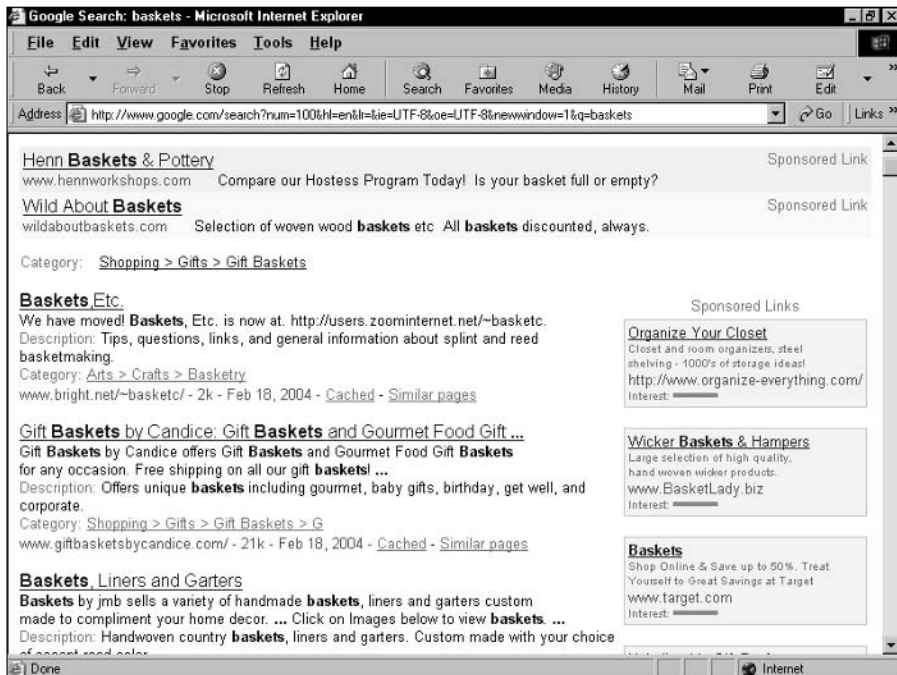 Google Search: baskets - Microsoft Internet Explorer
File Edit View Favorites Tools Help
Back Forward Stop Refresh Home Search Favorites Media History Mail Print Edit
Address http://www.google.com/search?num=100&hl=en&lr=&ie=UTF-8&oe=UTF-8&newwindow=1&q=baskets Go Links
Henn Baskets & Pottery Sponsored Link
www.hennworkshops.com Compare our Hostess Program Today! Is your basket full or empty?
Wild About Baskets Sponsored Link
wildaboutbaskets.com Selection of woven wood baskets etc All baskets discounted, always.
Category: Shopping > Gifts > Gift Baskets
Baskets,Etc.
We have moved! Baskets, Etc. is now at. http://users.zoominternet.net/~basketc.
Description: Tips, questions, links, and general information about splint and reed
basketmaking.
Category: Arts > Crafts > Basketry
www.bright.net/~basketc/ - 2k - Feb 18, 2004 - Cached - Similar pages
Gift Baskets by Candice: Gift Baskets and Gourmet Food Gift ...
Gift Baskets by Candice offers Gift Baskets and Gourmet Food Gift Baskets
for any occasion. Free shipping on all our gift baskets! ...
Description: Offers unique baskets including gourmet, baby gifts, birthday, get well, and
corporate.
Category: Shopping > Gifts > Gift Baskets > G
www.giftbasketsbycandice.com/ - 21k - Feb 18, 2004 - Cached - Similar pages
Baskets, Liners and Garters
Baskets by jmb sells a variety of handmade baskets, liners and garters custom
made to compliment your home decor. ... Click on Images below to view baskets. ...
Description: Handwoven country baskets, liners and garters. Custom made with your choice
Sponsored Links
Organize Your Closet
Closet and room organizers, steel
shelving - 1000's of storage ideas!
http://www.organize-everything.com/
Interest:
Wicker Baskets & Hampers
Large selection of high quality,
hand woven wicker products.
www.BasketLady.biz
Interest:
Baskets
Shop Online & Save up to 50%. Treat
Yourself to Great Savings at Target
www.target.com
Interest:
Done Internet